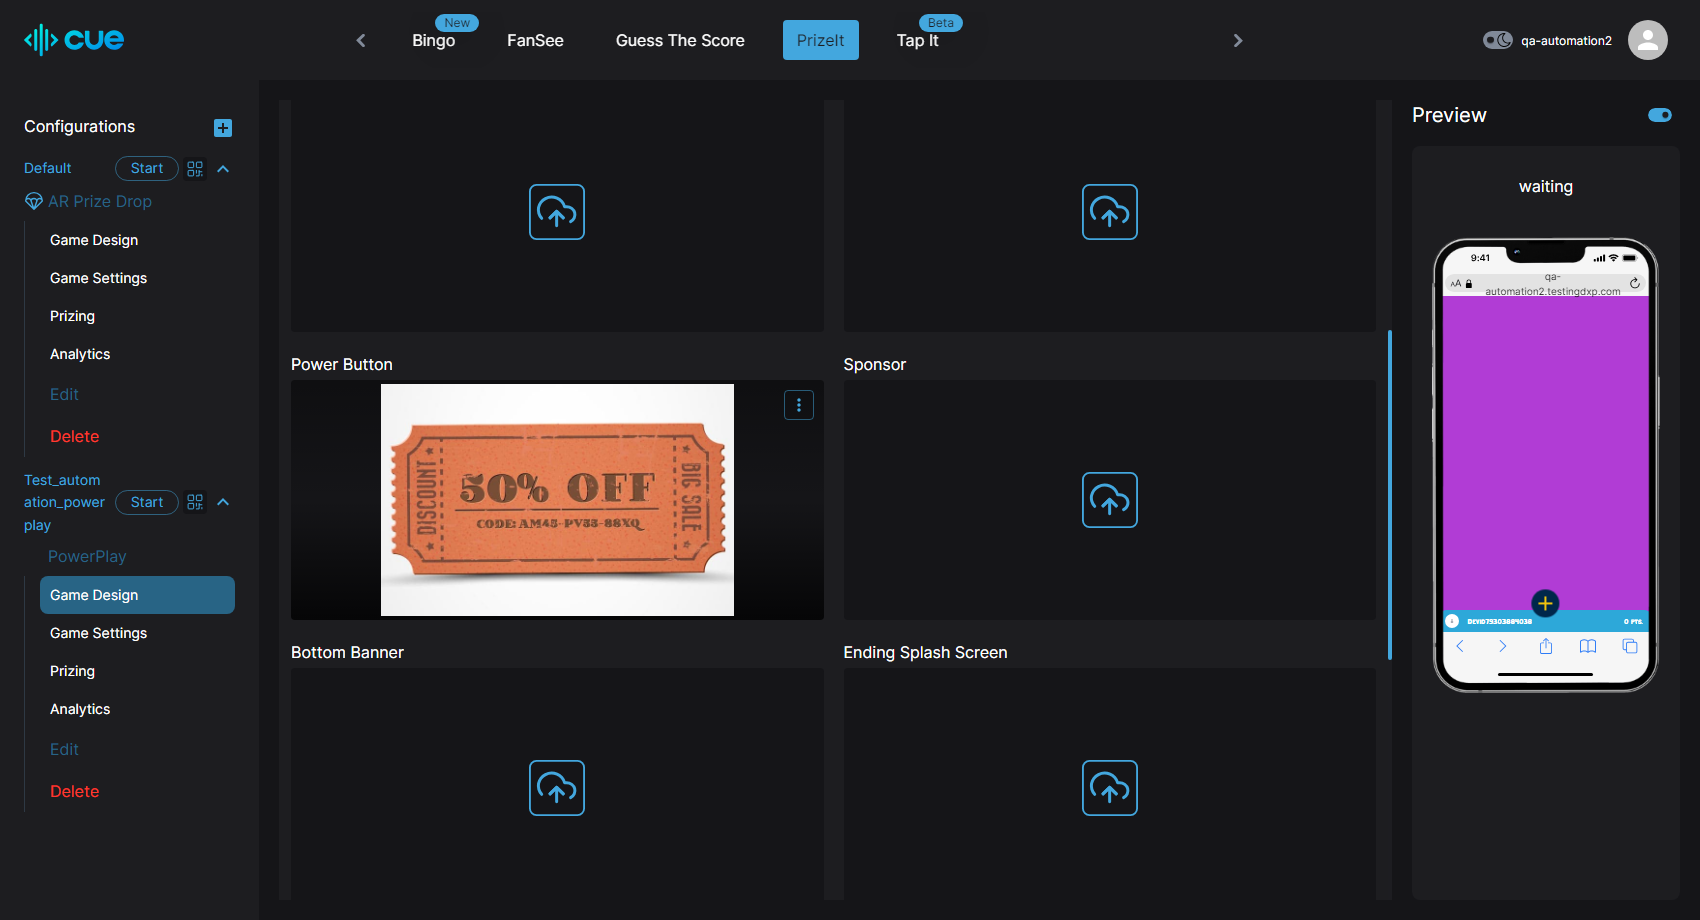 cue
New
Bingo
FanSee
Guess The Score
PrizeIt
Beta
Tap It
qa-automation2
Configurations
Default
Start
AR Prize Drop
Game Design
Game Settings
Prizing
Analytics
Edit
Delete
Test_autom
ation_power
play
Start
PowerPlay
Game Design
Game Settings
Prizing
Analytics
Edit
Delete
Power Button
Sponsor
DISCOUNT
50% OFF
CODE: AM45-PV33-88XQ
BIG SALE
Bottom Banner
Ending Splash Screen
Preview
waiting
9:41
AA
qa-
automation2.testingdxp.com
0 PTS.